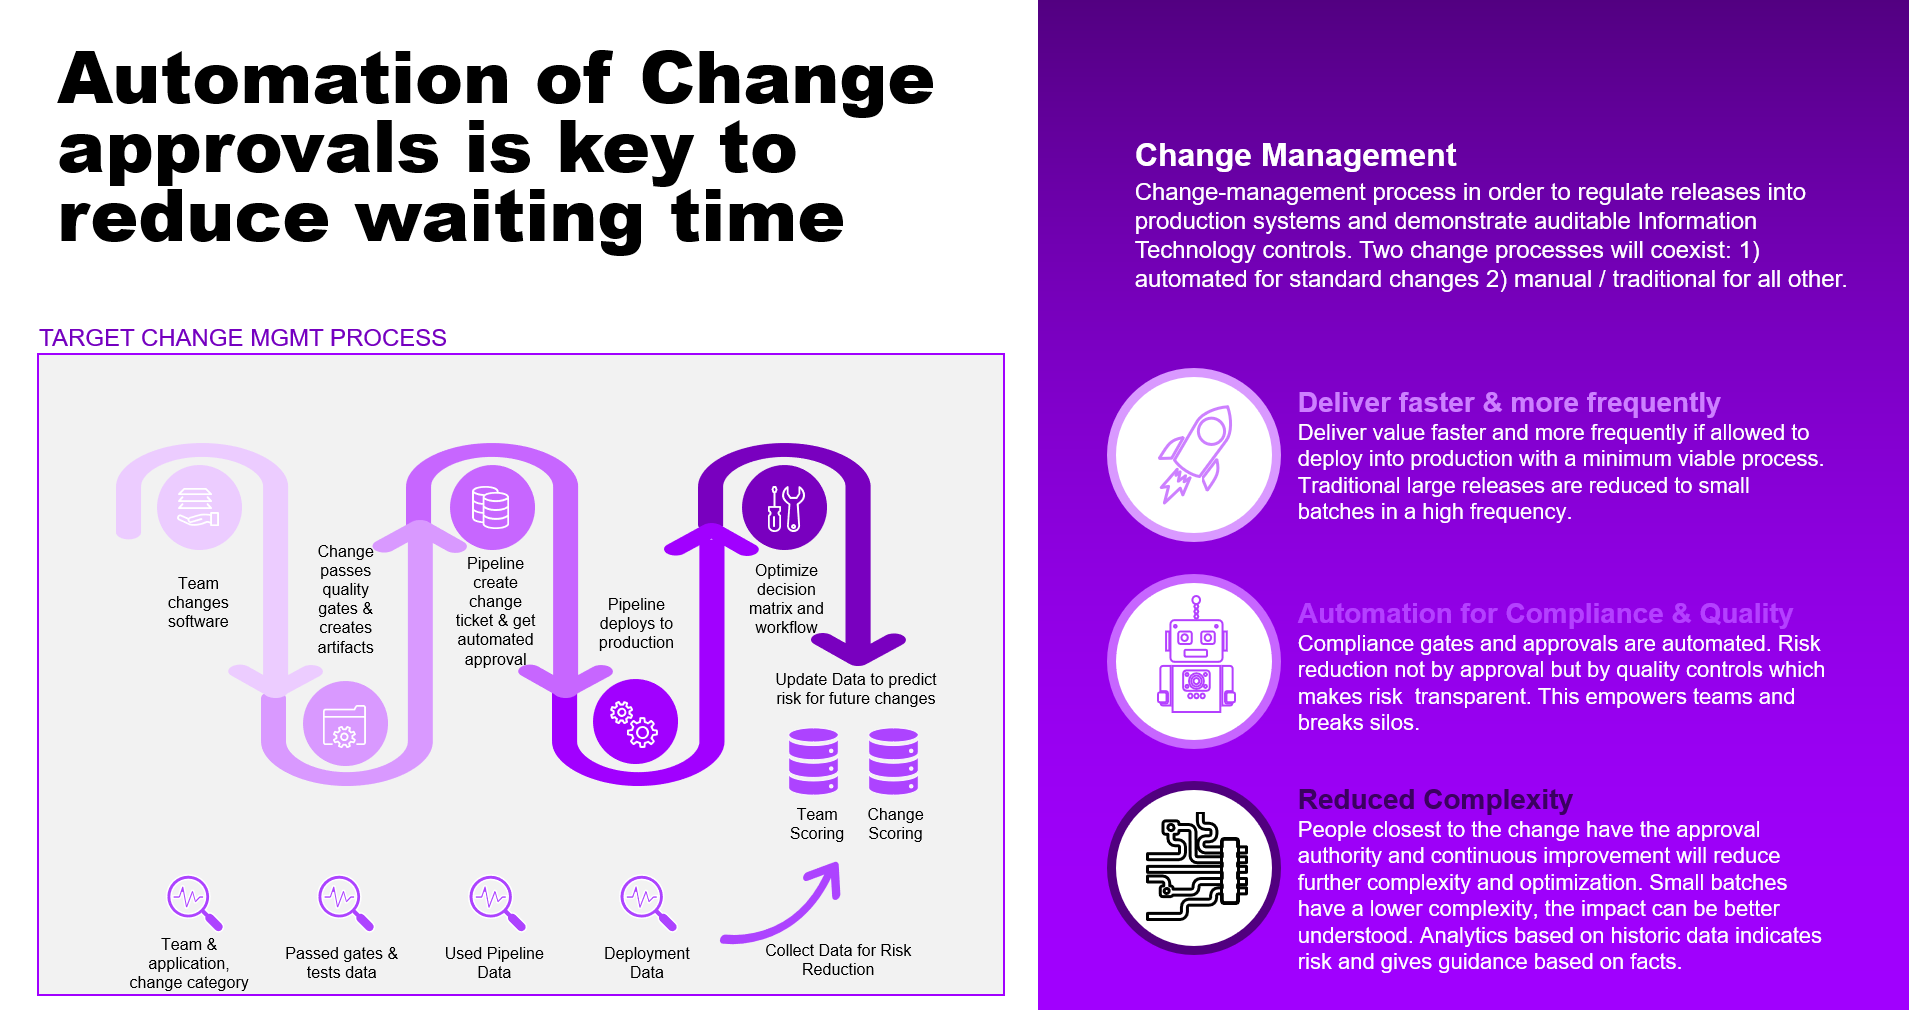 Automation of Change
approvals is key to
reduce waiting time
TARGET CHANGE MGMT PROCESS
Team
changes
software
Change
passes
quality
gates &
creates
artifacts
Pipeline
create
change
ticket & get
automated
approval
Pipeline
deploys to
production
Optimize
decision
matrix and
workflow
Update Data to predict
risk for future changes
Team
Scoring
Change
Scoring
Team &
application,
change category
Passed gates &
tests data
Used Pipeline
Data
Deployment
Data
Collect Data for Risk
Reduction
Change Management
Change-management process in order to regulate releases into
production systems and demonstrate auditable Information
Technology controls. Two change processes will coexist: 1)
automated for standard changes 2) manual / traditional for all other.
Deliver faster & more frequently
Deliver value faster and more frequently if allowed to
deploy into production with a minimum viable process.
Traditional large releases are reduced to small
batches in a high frequency.
Automation for Compliance & Quality
Compliance gates and approvals are automated. Risk
reduction not by approval but by quality controls which
makes risk  transparent. This empowers teams and
breaks silos.
Reduced Complexity
People closest to the change have the approval
authority and continuous improvement will reduce
further complexity and optimization. Small batches
have a lower complexity, the impact can be better
understood. Analytics based on historic data indicates
risk and gives guidance based on facts.